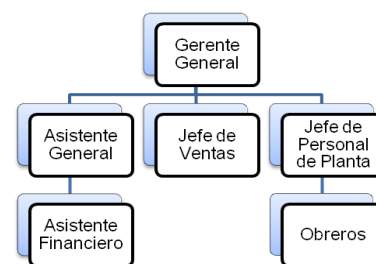 Gerente
General
Asistente
General
Jefe de
Ventas
Jefe de
Personal
de Planta
Asistente
Financiero
Obreros